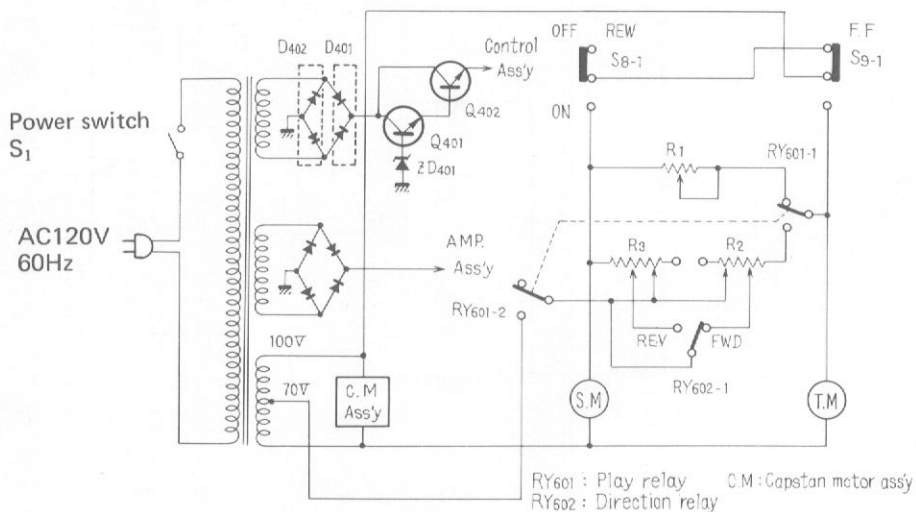 D402 D401
Control
Ass'y
Q402
Q401
ZD401
OFF REW
S8-1
F.F
S9-1
ON
Power switch
S1
R1
RY601-1
AC120V
60Hz
AMP.
Ass'y
R3
R2
RY601-2
REV
FWD
RY602-1
100V
70V
C.M
Ass'y
S.M
T.M
RY601 : Play relay C.M : Capstan motor ass'y
RY602 : Direction relay